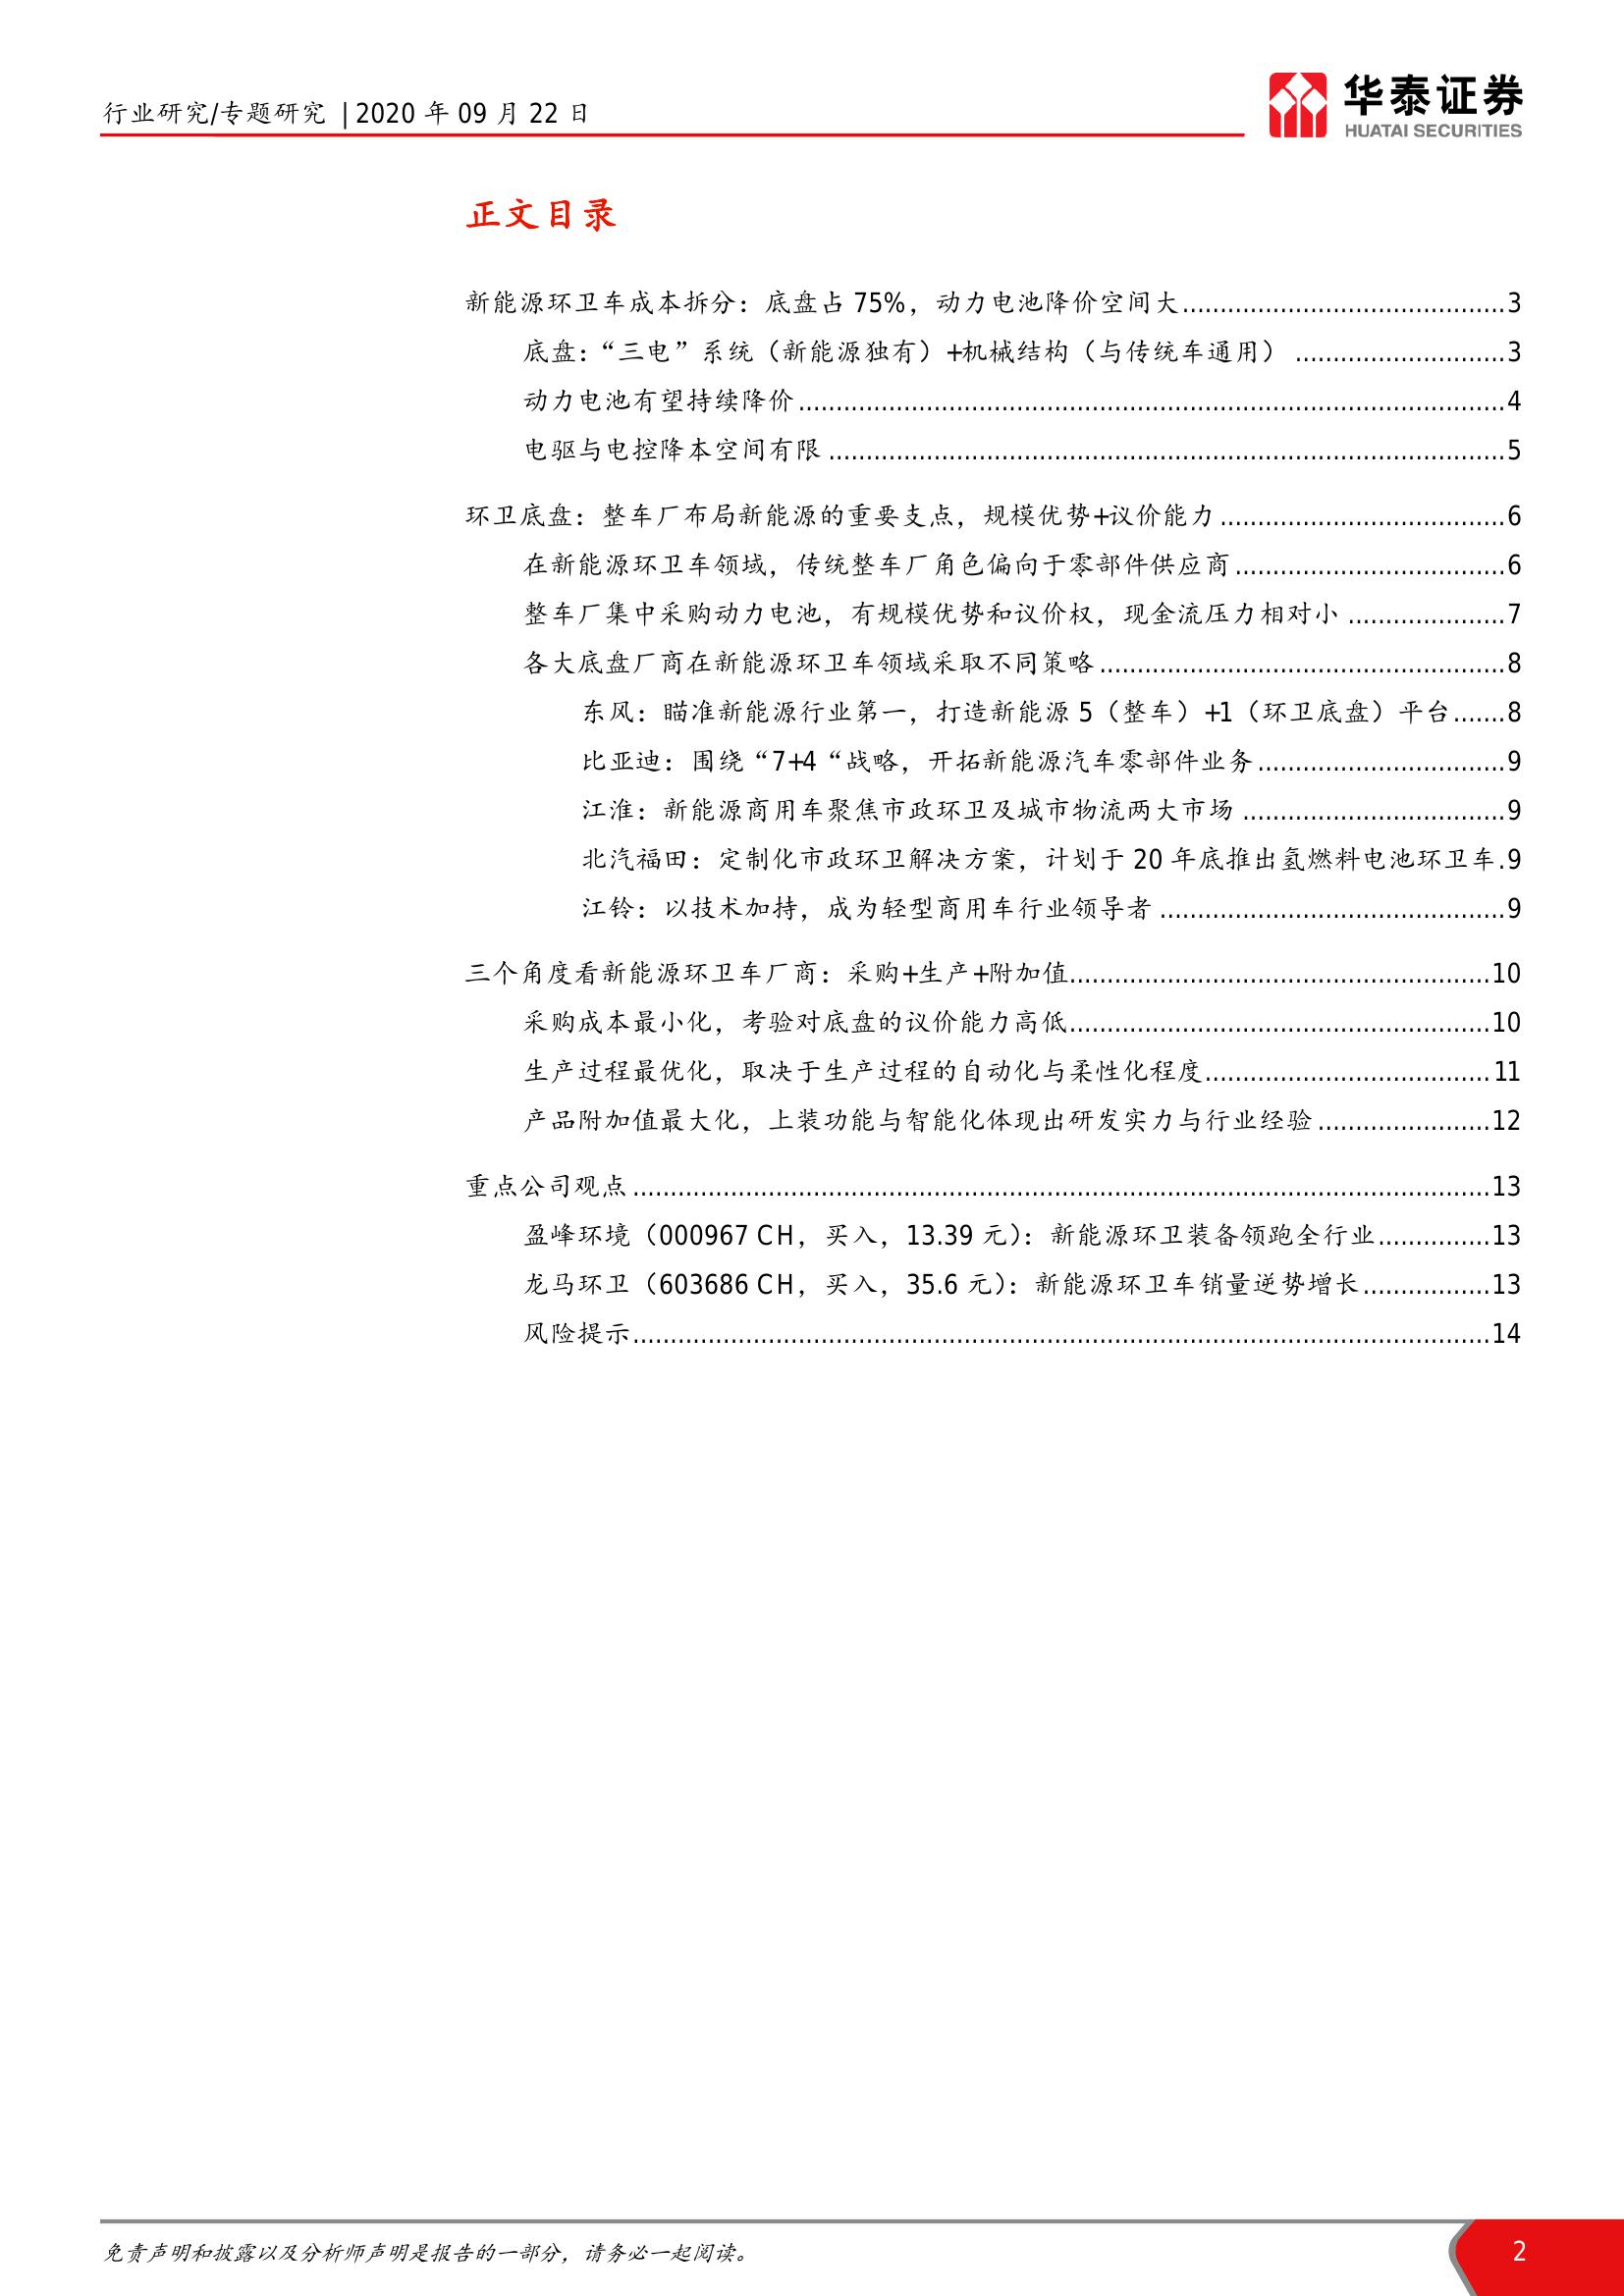 行业研究/专题研究 | 2020 年 09 月 22 日
华泰证券
HUATAI SECURITIES
正文目录
新能源环卫车成本拆分：底盘占 75%，动力电池降价空间大...........................................3
底盘：“三电”系统（新能源独有）+机械结构（与传统车通用） ............................3
动力电池有望持续降价..............................................................................................4
电驱与电控降本空间有限 ..........................................................................................5
环卫底盘：整车厂布局新能源的重要支点，规模优势+议价能力 ......................................6
在新能源环卫车领域，传统整车厂角色偏向于零部件供应商....................................6
整车厂集中采购动力电池，有规模优势和议价权，现金流压力相对小 .....................7
各大底盘厂商在新能源环卫车领域采取不同策略......................................................8
东风：瞄准新能源行业第一，打造新能源 5（整车）+1（环卫底盘）平台.......8
比亚迪：围绕“7+4“战略，开拓新能源汽车零部件业务.................................9
江淮：新能源商用车聚焦市政环卫及城市物流两大市场 ...................................9
北汽福田：定制化市政环卫解决方案，计划于 20 年底推出氢燃料电池环卫车.9
江铃：以技术加持，成为轻型商用车行业领导者 ..............................................9
三个角度看新能源环卫车厂商：采购+生产+附加值........................................................10
采购成本最小化，考验对底盘的议价能力高低........................................................10
生产过程最优化，取决于生产过程的自动化与柔性化程度......................................11
产品附加值最大化，上装功能与智能化体现出研发实力与行业经验.......................12
重点公司观点..................................................................................................................13
盈峰环境（000967 CH，买入，13.39 元）：新能源环卫装备领跑全行业...............13
龙马环卫（603686 CH，买入，35.6 元）：新能源环卫车销量逆势增长.................13
风险提示..................................................................................................................14
免责声明和披露以及分析师声明是报告的一部分，请务必一起阅读。
2